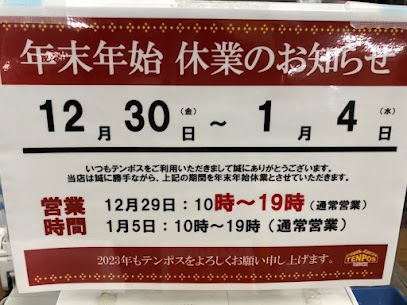 年末年始 休業のお知らせ
12月30日(金)～1月4日(水)
いつもテンポスをご利用いただきまして誠にありがとうございます。
当店は誠に勝手ながら、上記の期間を年末年始休業とさせていただきます。
営業時間
12月29日:10時～19時(通常営業)
1月5日:10時～19時(通常営業)
2023年もテンポスをよろしくお願い申し上げます。
TENPOS